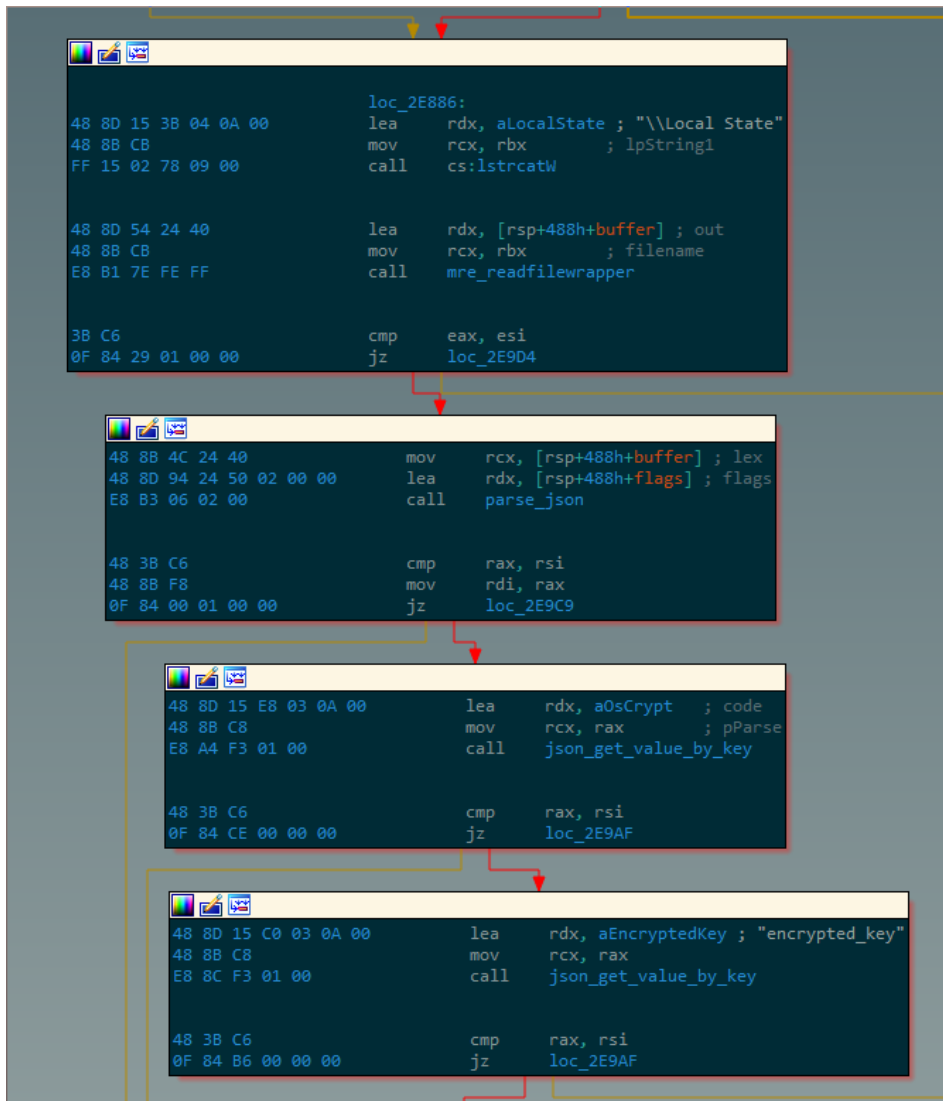 loc_2E886:
48 8D 15 3B 04 0A 00 lea rdx, aLocalState ; "\\Local State"
48 8B CB mov rcx, rbx ; lpString1
FF 15 02 78 09 00 call cs:lstrcatW
48 8D 54 24 40 lea rdx, [rsp+488h+buffer] ; out
48 8B CB mov rcx, rbx ; filename
E8 B1 7E FE FF call mre_readfilewrapper
3B C6 cmp eax, esi
0F 84 29 01 00 00 jz loc_2E9D4
48 8B 4C 24 40 mov rcx, [rsp+488h+buffer] ; lex
48 8D 94 24 50 02 00 00 lea rdx, [rsp+488h+flags] ; flags
E8 B3 06 02 00 call parse_json
48 3B C6 cmp rax, rsi
48 8B F8 mov rdi, rax
0F 84 00 01 00 00 jz loc_2E9C9
48 8D 15 E8 03 0A 00 lea rdx, aOsCrypt ; code
48 8B C8 mov rcx, rax ; pParse
E8 A4 F3 01 00 call json_get_value_by_key
48 3B C6 cmp rax, rsi
0F 84 CE 00 00 00 jz loc_2E9AF
48 8D 15 C0 03 0A 00 lea rdx, aEncryptedKey ; "encrypted_key"
48 8B C8 mov rcx, rax
E8 8C F3 01 00 call json_get_value_by_key
48 3B C6 cmp rax, rsi
0F 84 B6 00 00 00 jz loc_2E9AF